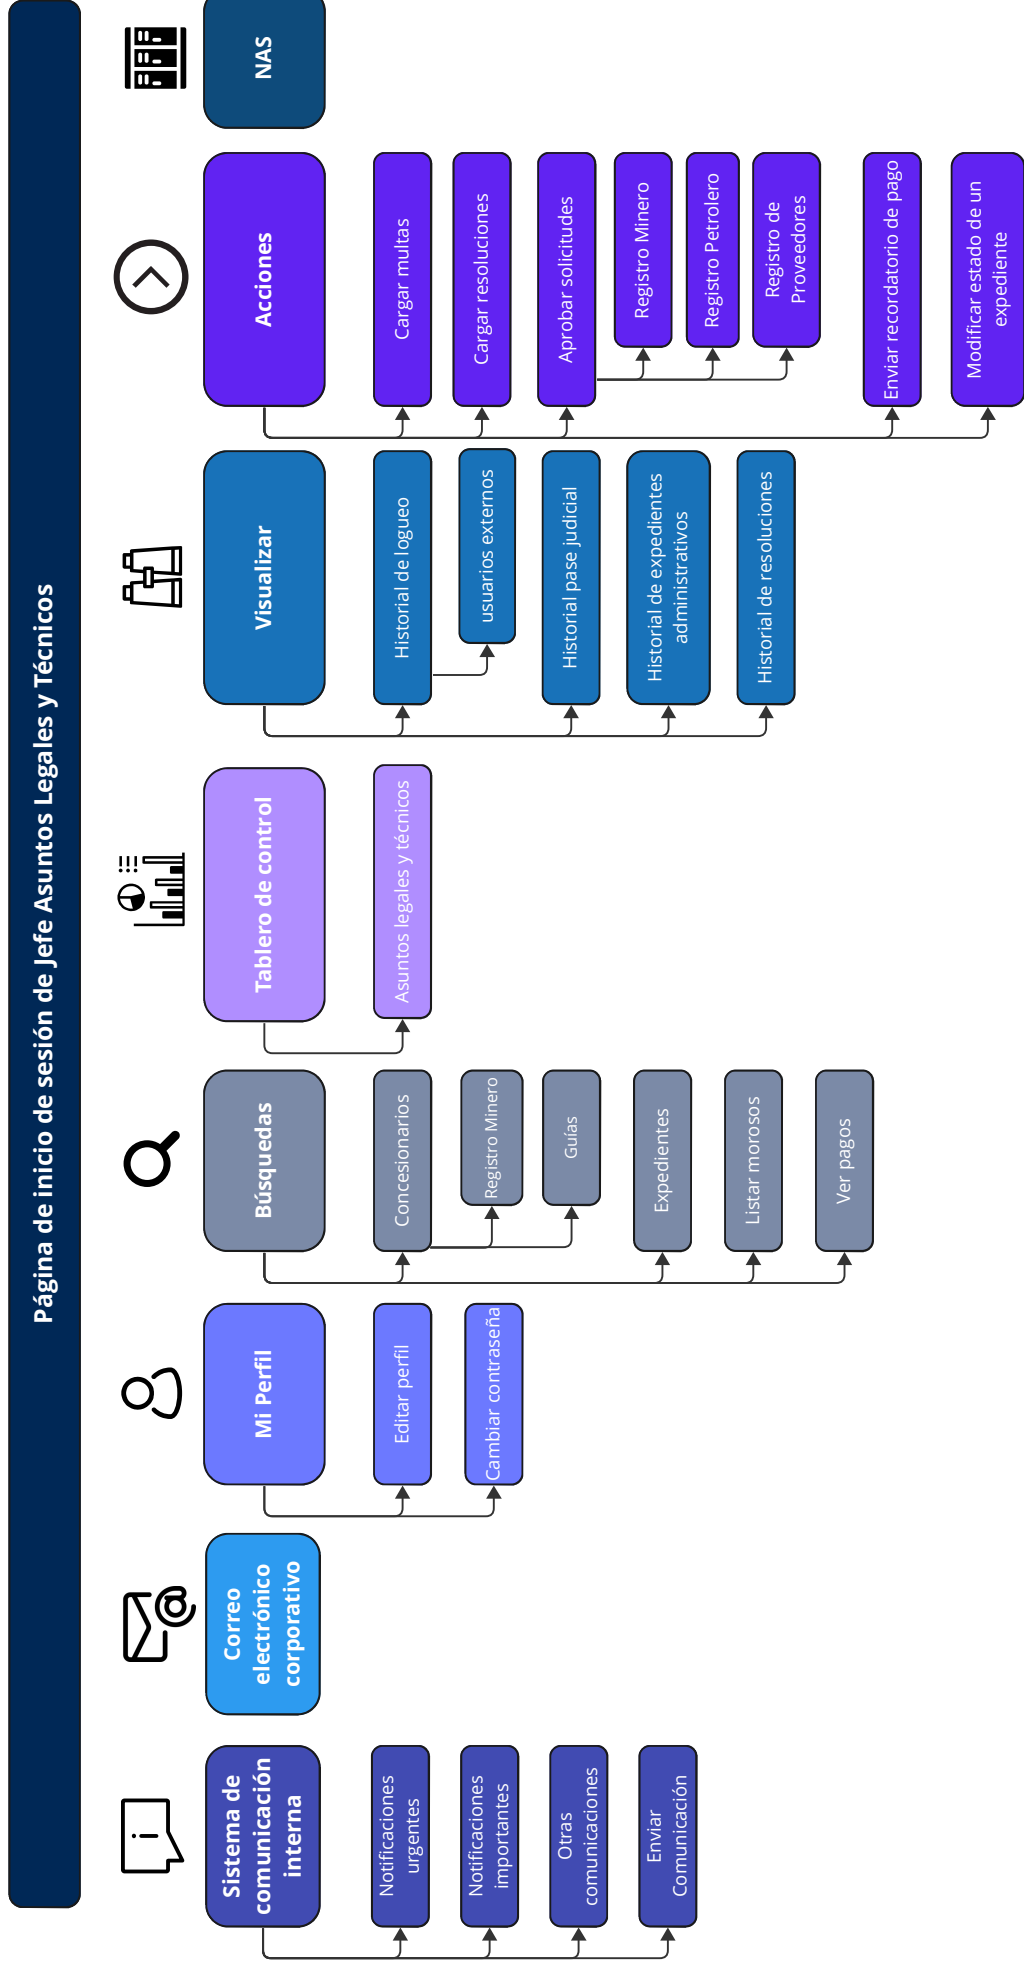 Página de inicio de sesión de Jefe Asuntos Legales y Técnicos
Sistema de
comunicación
interna
Notificaciones
urgentes
Notificaciones
importantes
Otras
comunicaciones
Enviar
Comunicación
Correo
electrónico
corporativo
Mi Perfil
Editar perfil
Cambiar contraseña
Búsquedas
Concesionarios
Registro Minero
Guías
Expedientes
Listar morosos
Ver pagos
Tablero de control
Asuntos legales y técnicos
Visualizar
Historial de logueo
usuarios externos
Historial pase judicial
Historial de expedientes
administrativos
Historial de resoluciones
Acciones
Cargar multas
Cargar resoluciones
Aprobar solicitudes
Registro Minero
Registro Petrolero
Registro de
Proveedores
Enviar recordatorio de pago
Modificar estado de un
expediente
NAS